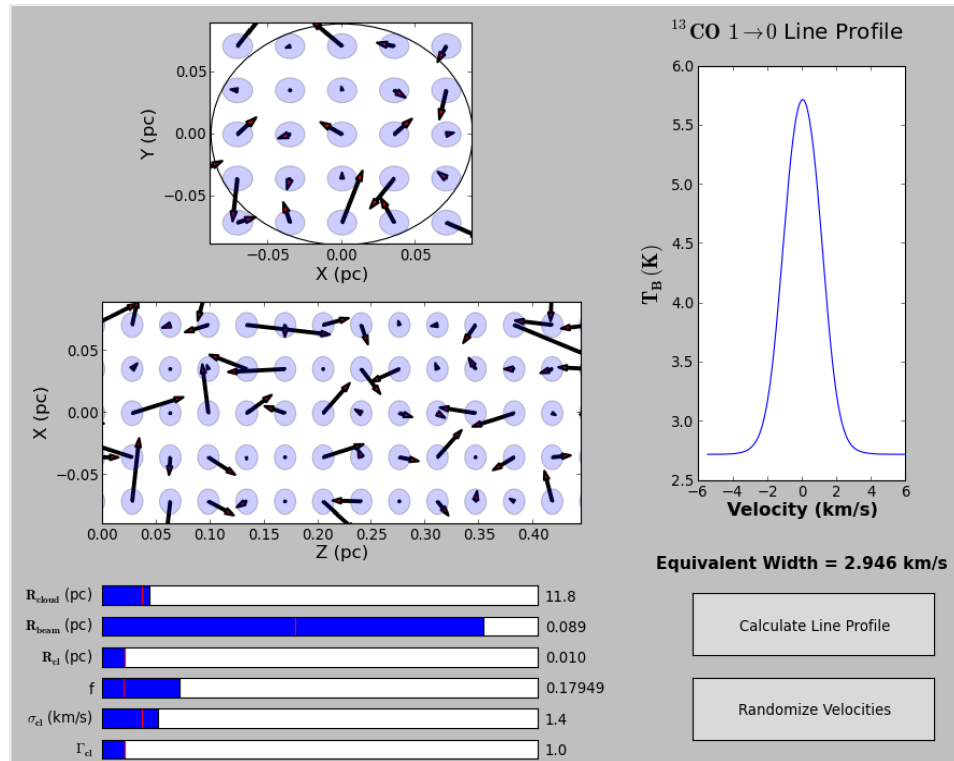 ¹³CO 1→0 Line Profile
Y (pc)
0.05
0.00
−0.05
−0.05 0.00 0.05
X (pc)
X (pc)
0.05
0.00
−0.05
0.00 0.05 0.10 0.15 0.20 0.25 0.30 0.35 0.40
Z (pc)
T_B (K)
6.0
5.5
5.0
4.5
4.0
3.5
3.0
2.5
−6 −4 −2 0 2 4 6
Velocity (km/s)
Equivalent Width = 2.946 km/s
R_cloud (pc) 11.8
R_beam (pc) 0.089
R_cl (pc) 0.010
f 0.17949
σ_cl (km/s) 1.4
Γ_cl 1.0
Calculate Line Profile
Randomize Velocities